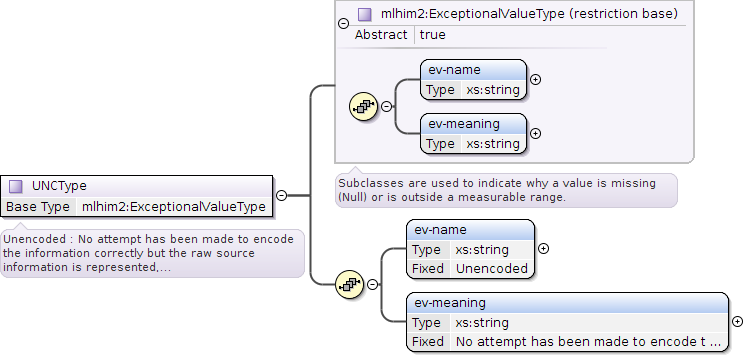 mlhim2:ExceptionalValueType (restriction base)
Abstract true
ev-name
Type xs:string
ev-meaning
Type xs:string
Subclasses are used to indicate why a value is missing
(Null) or is outside a measurable range.
UNCType
Base Type mlhim2:ExceptionalValueType
Unencoded : No attempt has been made to encode
the information correctly but the raw source
information is represented,...
ev-name
Type xs:string
Fixed Unencoded
ev-meaning
Type xs:string
Fixed No attempt has been made to encode t ...